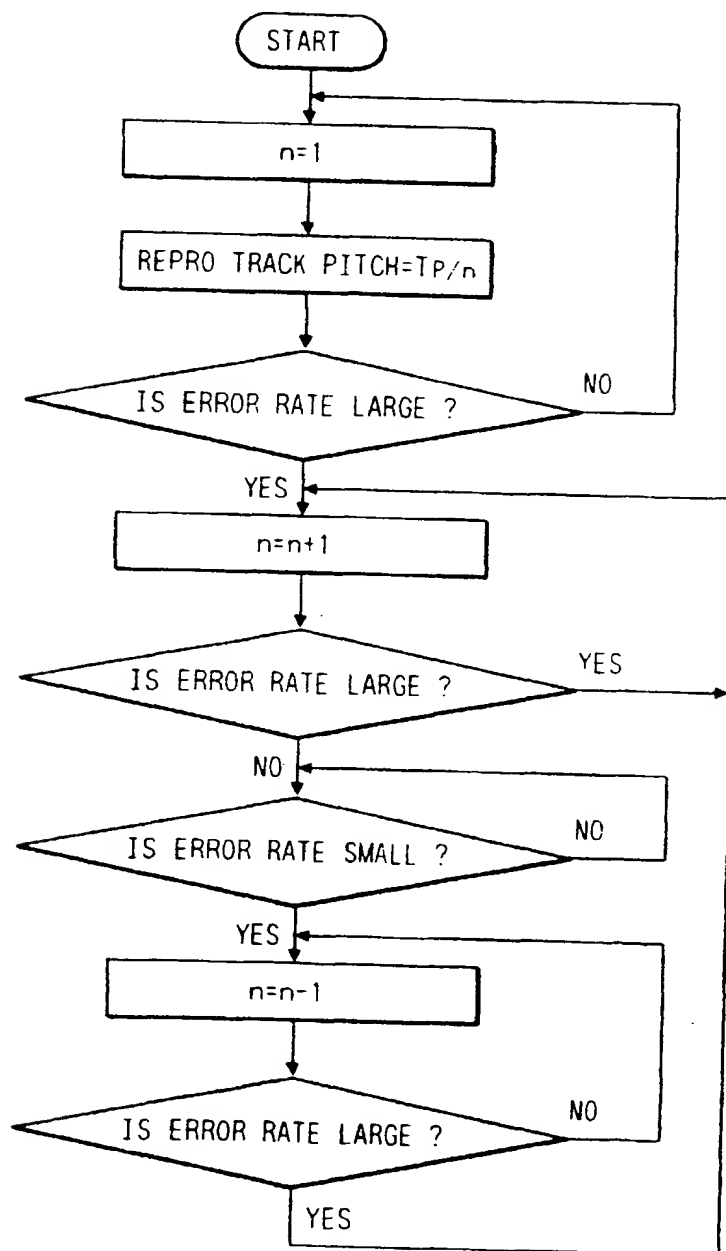 START
n=1
REPRO TRACK PITCH=TP/n
IS ERROR RATE LARGE ?
NO
YES
n=n+1
IS ERROR RATE LARGE ?
YES
NO
IS ERROR RATE SMALL ?
NO
YES
n=n-1
IS ERROR RATE LARGE ?
NO
YES